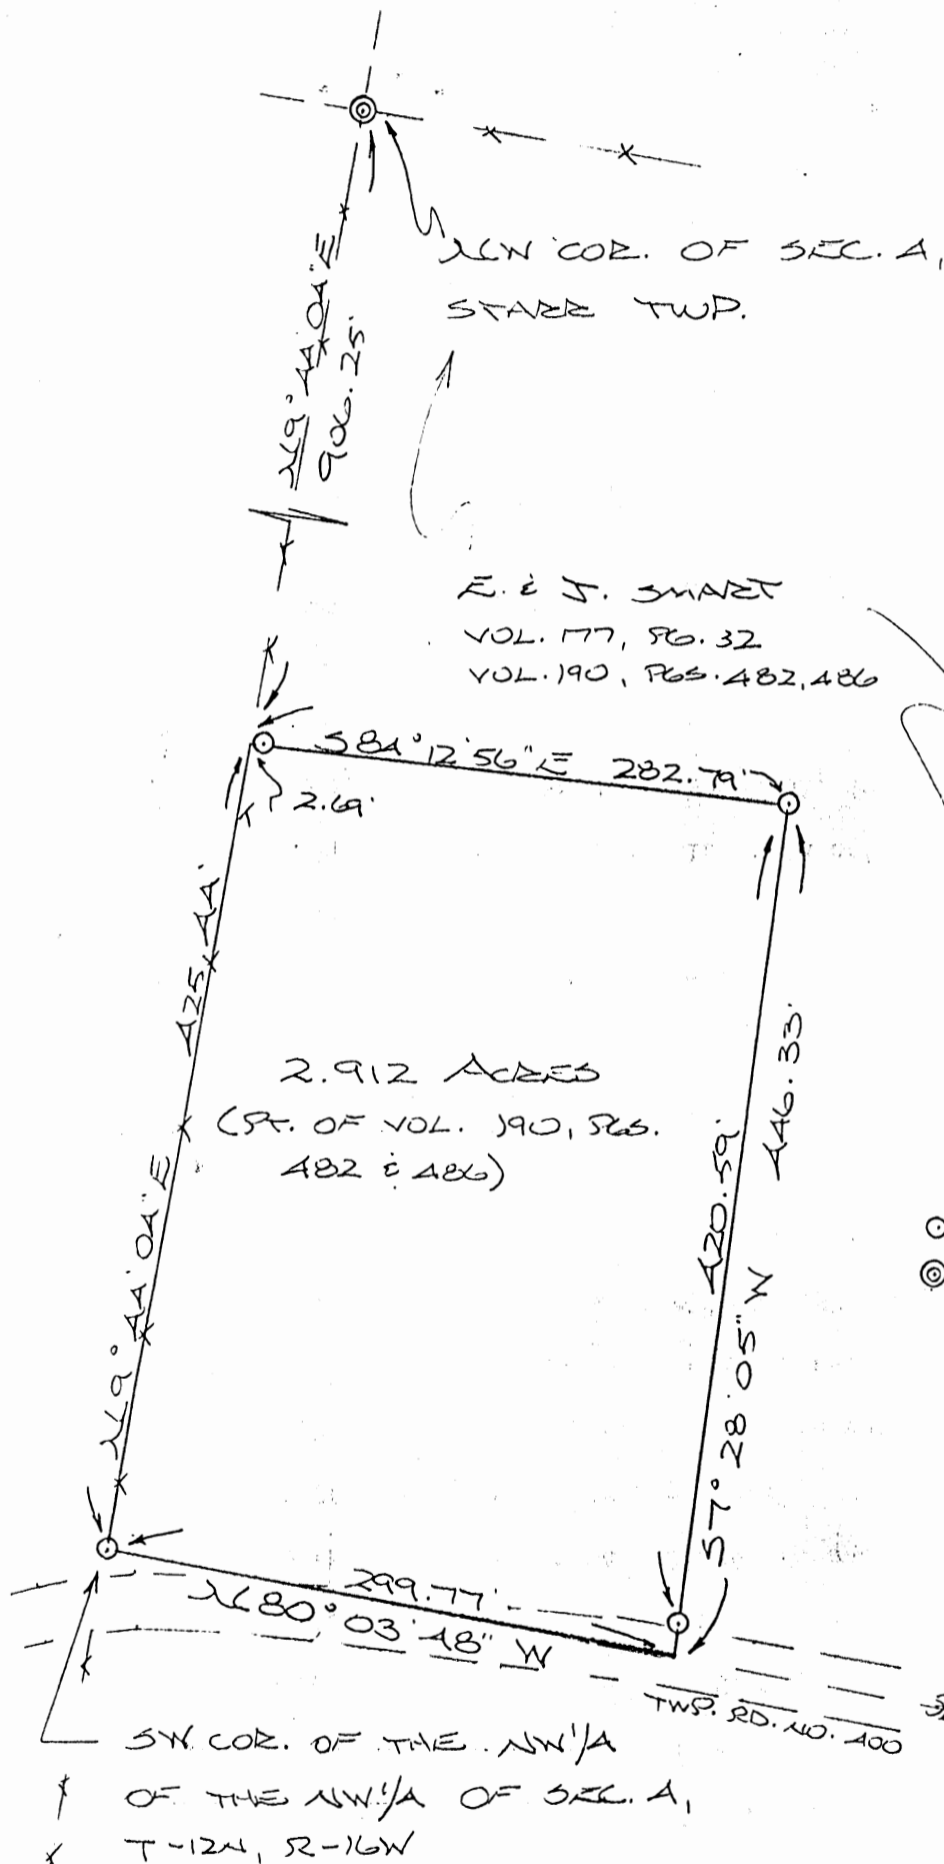 NW COR. OF SEC. 4,
STARR TWP.
N 9° 44' 04" E
906.25'
E. & J. SMART
VOL. 177, PG. 32
VOL. 190, PGS. 482, 486
S 84° 12' 56" E 282.79'
2.69'
425.44'
N 9° 44' 04" E
2.912 ACRES
(PT. OF VOL. 190, PGS.
482 & 486)
446.33'
420.59'
S 7° 28' 05" W
299.77'
N 80° 03' 48" W
TWP. RD. NO. 400
SW COR. OF THE NW 1/4
OF THE NW 1/4 OF SEC. 4,
T-12N, R-16W